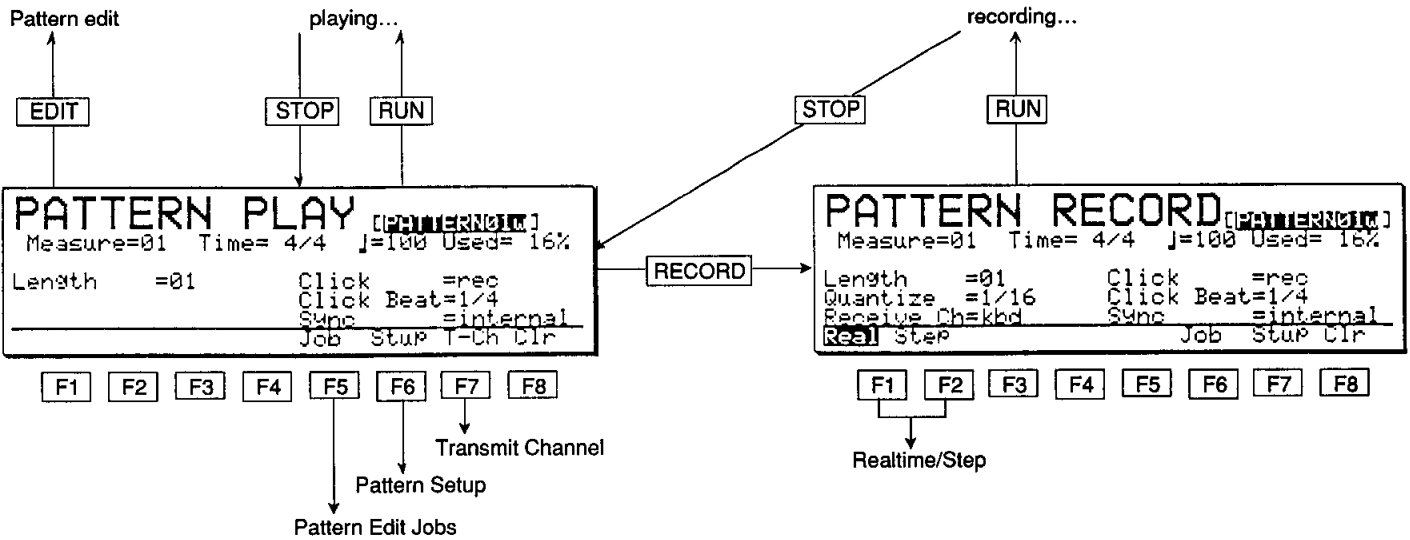 Pattern edit playing... recording...
EDIT STOP RUN STOP RUN
PATTERN PLAY [PATTERN01w]
Measure=01 Time= 4/4 ♩=100 Used= 16%
Length =01 Click =rec
Click Beat=1/4
Sync =internal
Job Stup T-Ch Clr
F1 F2 F3 F4 F5 F6 F7 F8
Transmit Channel
Pattern Setup
Pattern Edit Jobs
RECORD
PATTERN RECORD [PATTERN01w]
Measure=01 Time= 4/4 ♩=100 Used= 16%
Length =01 Click =rec
Quantize =1/16 Click Beat=1/4
Receive Ch=kbd Sync =internal
Real Step Job Stup Clr
F1 F2 F3 F4 F5 F6 F7 F8
Realtime/Step